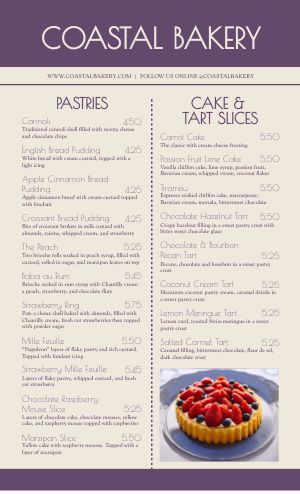 COASTAL BAKERY
WWW.COASTALBAKERY.COM | FOLLOW US ONLINE @COASTALBAKERY
PASTRIES
Cannoli 4.50
Traditional cannoli shell filled with ricotta cheese
and chocolate chips
English Bread Pudding 4.25
White bread with cream custard, topped with a
light icing
Apple Cinnamon Bread
Pudding 4.25
Apple cinnamon bread with cream custard topped
with fondant
Croissant Bread Pudding 4.25
Bits of croissant broken in milk custard with
almonds, raisins, whipped cream, and strawberry
The Peach 5.25
Two brioche rolls soaked in peach syrup, filled with
custard, rolled in sugar, and marzipan leaves on top
Baba au Rum 5.45
Brioche soaked in rum syrup with Chantilly cream
a peach, strawberry, and chocolate flute
Strawberry Ring 5.75
Pate a choux shell baked with almonds, filled with
Chantilly cream, fresh cut strawberries then topped
with powder sugar
Mille Feuille 5.50
"Napoleon" layers of flaky pastry and rich custard.
Topped with fondant icing
Strawberry Mille Feuille 5.45
Layers of flaky pastry, whipped custard, and fresh
cut strawberry
Chocolate Raspberry
Mouse Slice 5.25
Layers of chocolate cake, chocolate mousse, yellow
cake, and raspberry mouse topped with raspberries
Marzipan Slice 5.50
Yellow cake with raspberry mousse. Topped with a
layer of marzipan
CAKE &
TART SLICES
Carrot Cake 5.50
The classic with cream cheese frosting
Passion Fruit Lime Cake 5.50
Vanilla chiffon cake, lime syrup, passion fruit,
Bavarian cream, whipped cream, coconut flakes
Tiramisu 5.50
Espresso soaked chiffon cake, mascarpone,
Bavarian cream, marsala, bittersweet chocolate
Chocolate Hazelnut Tart 5.50
Crispy hazelnut filling in a sweet pastry crust with
bitter-sweet chocolate glaze
Chocolate & Bourbon
Pecan Tart 5.25
Pecans, chocolate and bourbon in a sweet pastry
crust
Coconut Cream Tart 5.25
Macaroon coconut pastry cream, caramel drizzle in
a sweet pastry crust
Lemon Meringue Tart 5.25
Lemon curd, toasted Swiss meringue in a sweet
pastry crust
Salted Carmel Tart 5.25
Caramel filling, bittersweet chocolate, fleur de sel,
dark chocolate crust